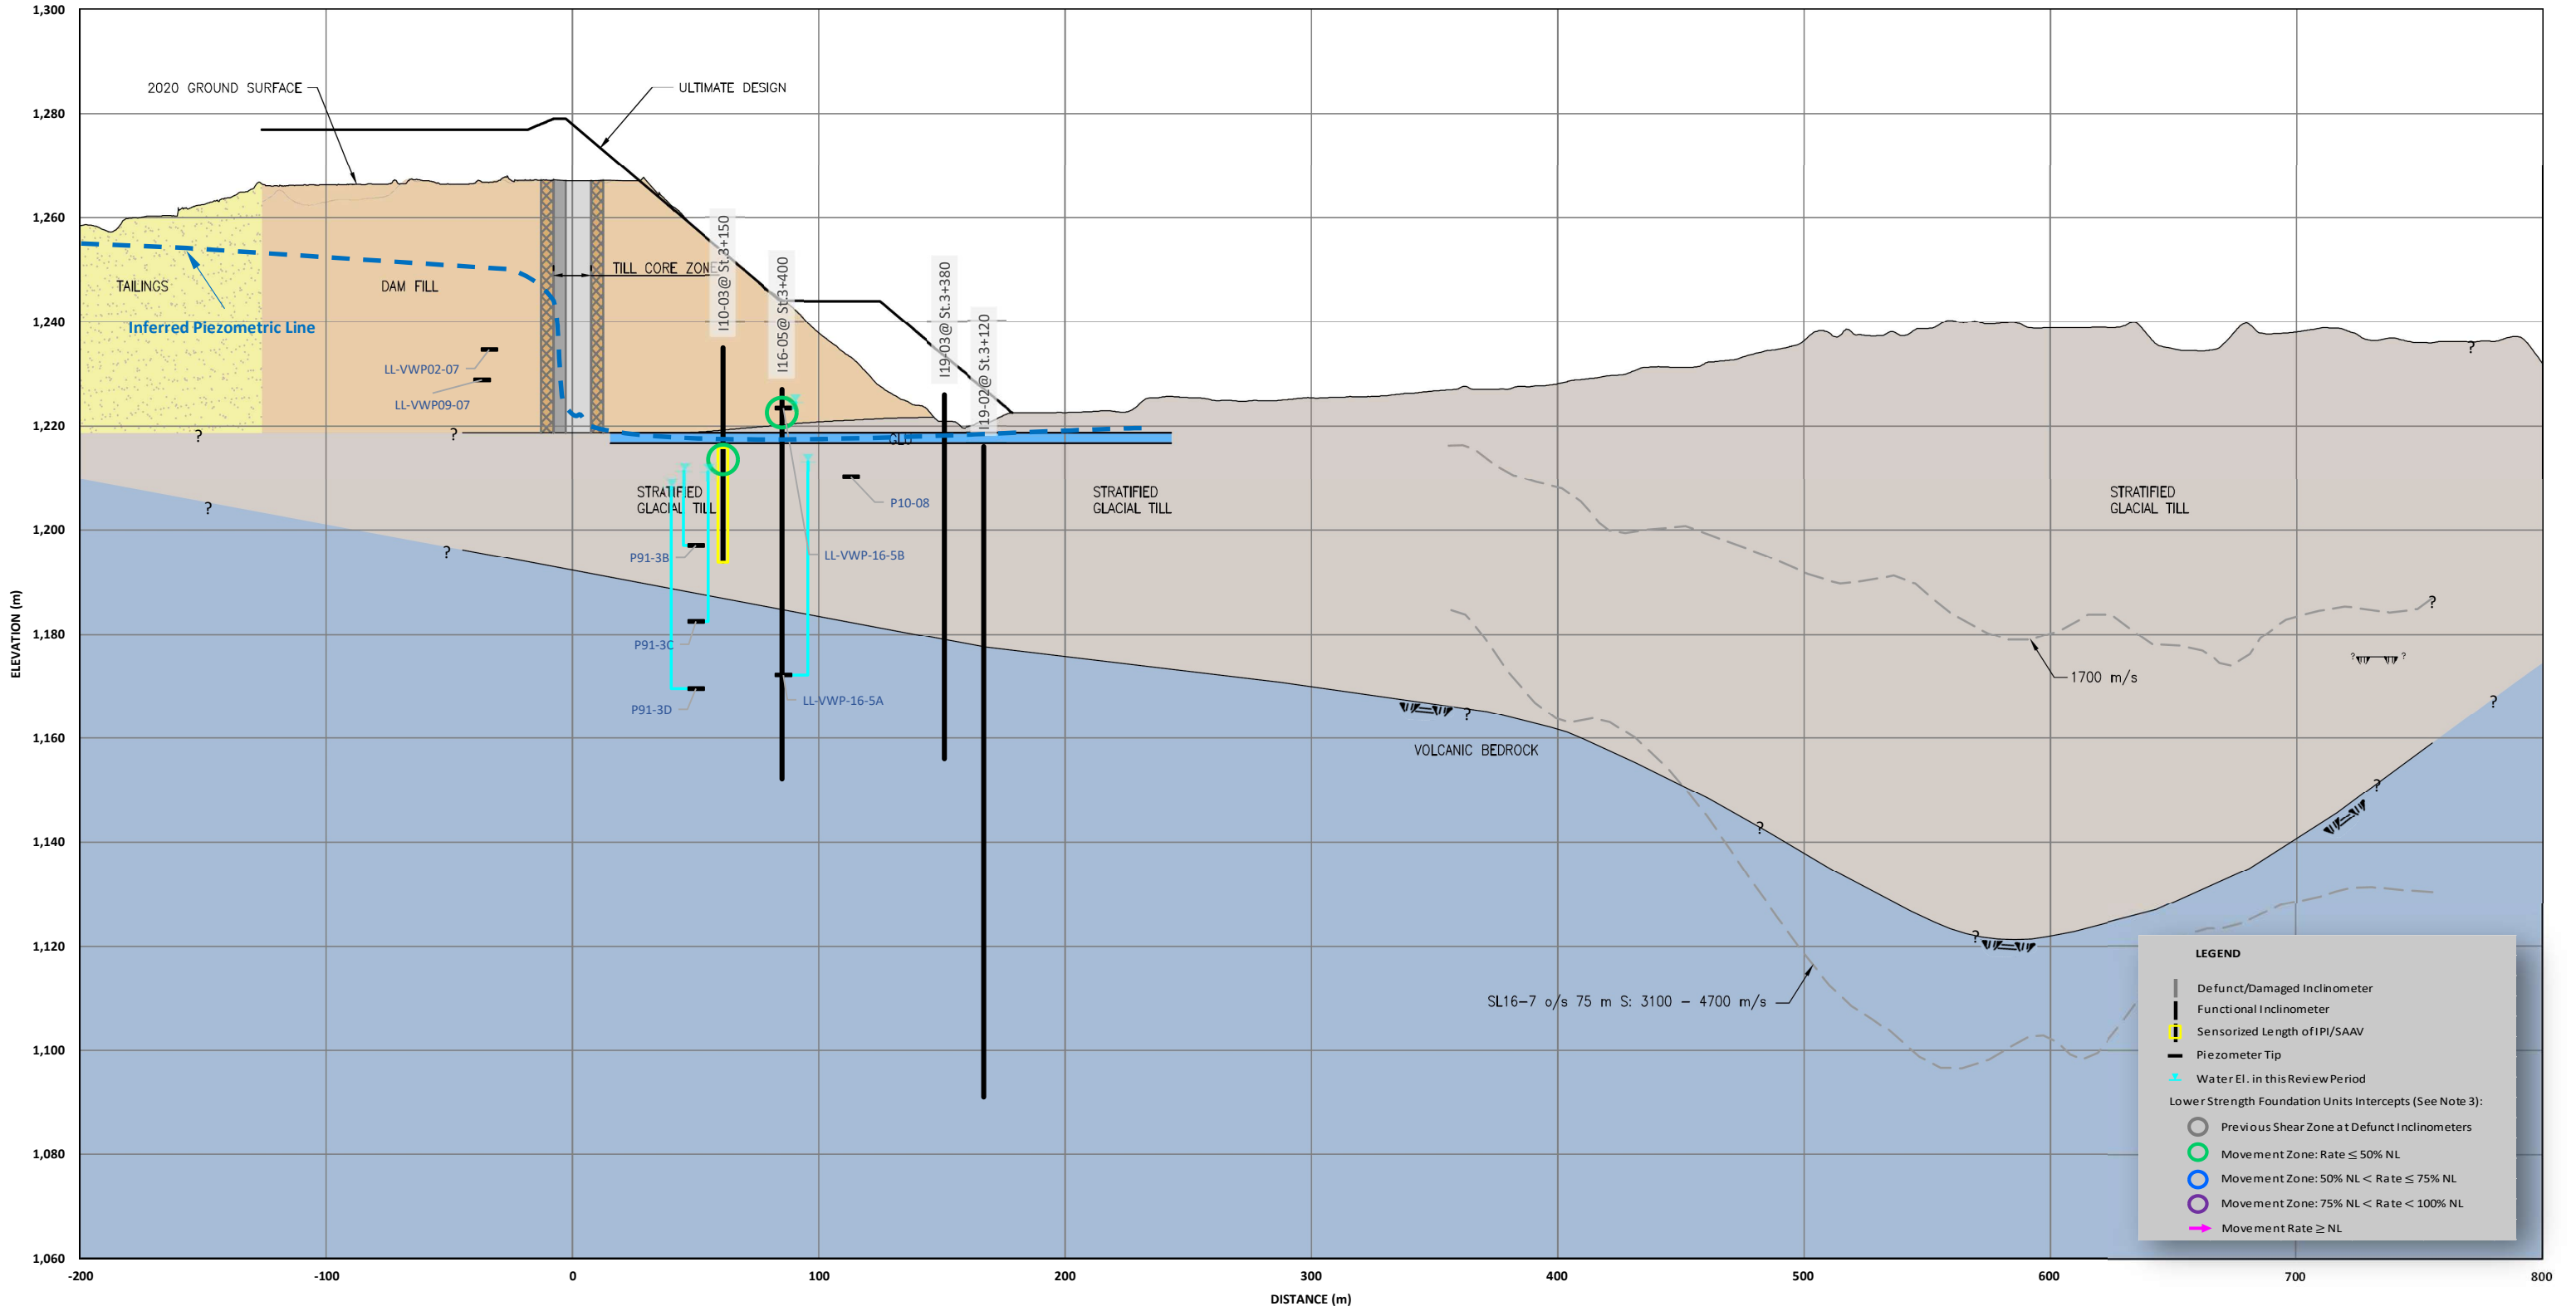 1,300
1,280
1,260
1,240
1,220
1,200
1,180
1,160
1,140
1,120
1,100
1,080
1,060
ELEVATION (m)
-200
-100
0
100
200
300
400
500
600
700
800
DISTANCE (m)
2020 GROUND SURFACE
ULTIMATE DESIGN
TAILINGS
DAM FILL
TILL CORE ZONE
Inferred Piezometric Line
LL-VWP02-07
LL-VWP09-07
I10-03@ St.3+150
I16-05@ St.3+400
I19-03@ St.3+380
I19-02@ St.3+120
GLU
?
?
?
?
STRATIFIED
GLACIAL TILL
STRATIFIED
GLACIAL TILL
STRATIFIED
GLACIAL TILL
P10-08
P91-3B
LL-VWP-16-5B
P91-3C
P91-3D
LL-VWP-16-5A
?
?
1700 m/s
? ?
?
VOLCANIC BEDROCK
?
?
?
?
SL16-7 o/s 75 m S: 3100 - 4700 m/s
LEGEND
Defunct/Damaged Inclinometer
Functional Inclinometer
Sensorized Length of IPI/SAAV
Piezometer Tip
Water El. in this Review Period
Lower Strength Foundation Units Intercepts (See Note 3):
Previous Shear Zone at Defunct Inclinometers
Movement Zone: Rate ≤ 50% NL
Movement Zone: 50% NL < Rate ≤ 75% NL
Movement Zone: 75% NL < Rate < 100% NL
Movement Rate ≥ NL